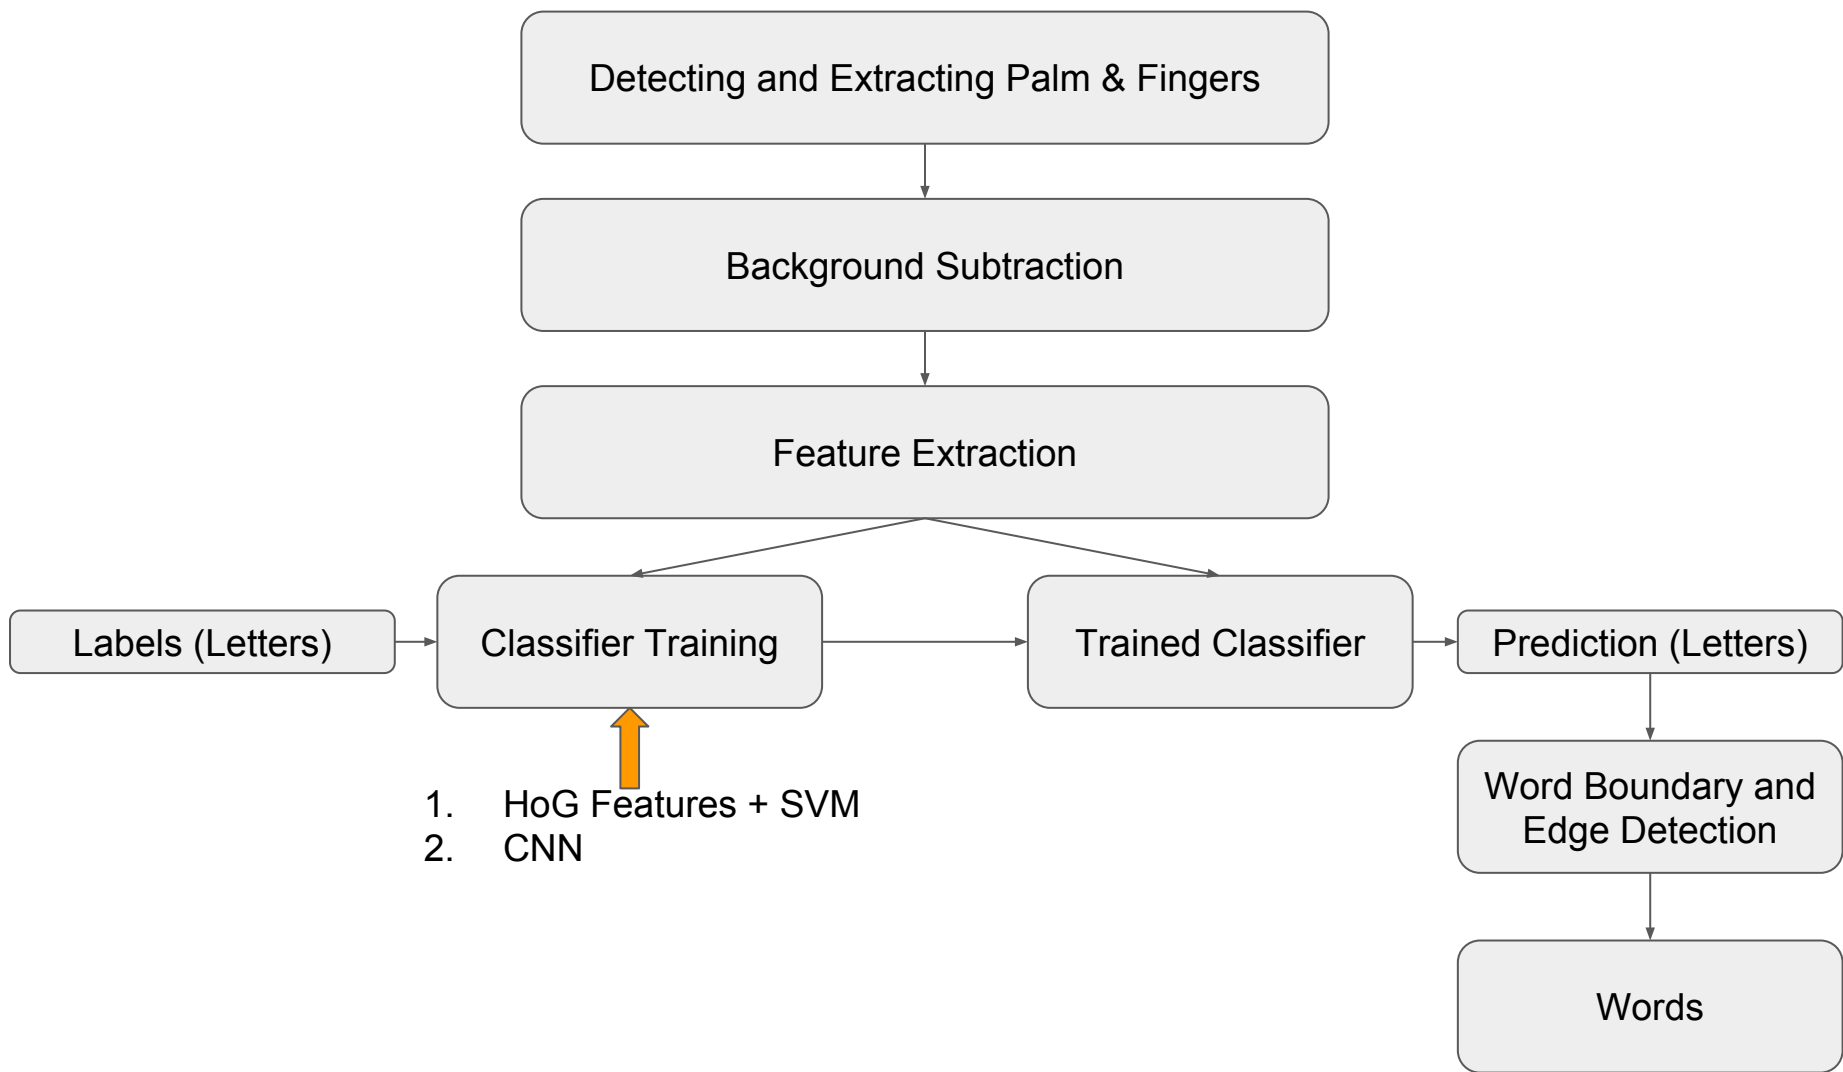 Detecting and Extracting Palm & Fingers
Background Subtraction
Feature Extraction
Labels (Letters)
Classifier Training
Trained Classifier
Prediction (Letters)
1. HoG Features + SVM
2. CNN
Word Boundary and
Edge Detection
Words